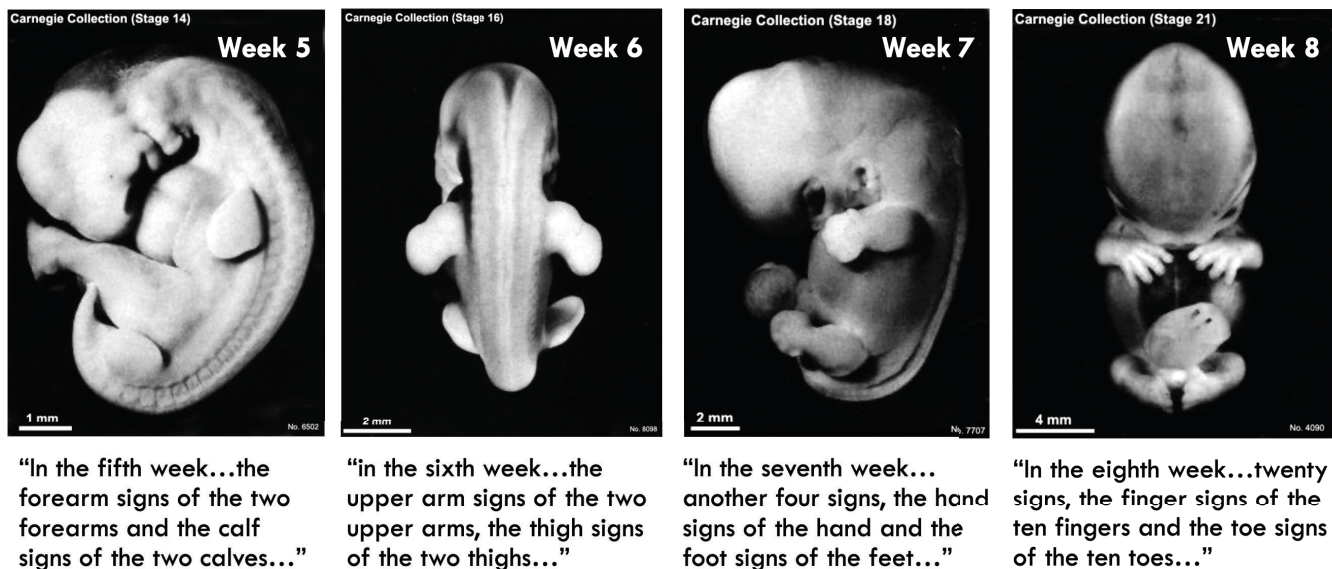 Carnegie Collection (Stage 14)
Week 5
1 mm
No. 6502
“In the fifth week...the
forearm signs of the two
forearms and the calf
signs of the two calves...”
Carnegie Collection (Stage 16)
Week 6
2 mm
No. 8098
“in the sixth week...the
upper arm signs of the two
upper arms, the thigh signs
of the two thighs...”
Carnegie Collection (Stage 18)
Week 7
2 mm
No. 7707
“In the seventh week...
another four signs, the hand
signs of the hand and the
foot signs of the feet...”
Carnegie Collection (Stage 21)
Week 8
4 mm
No. 4090
“In the eighth week...twenty
signs, the finger signs of the
ten fingers and the toe signs
of the ten toes...”